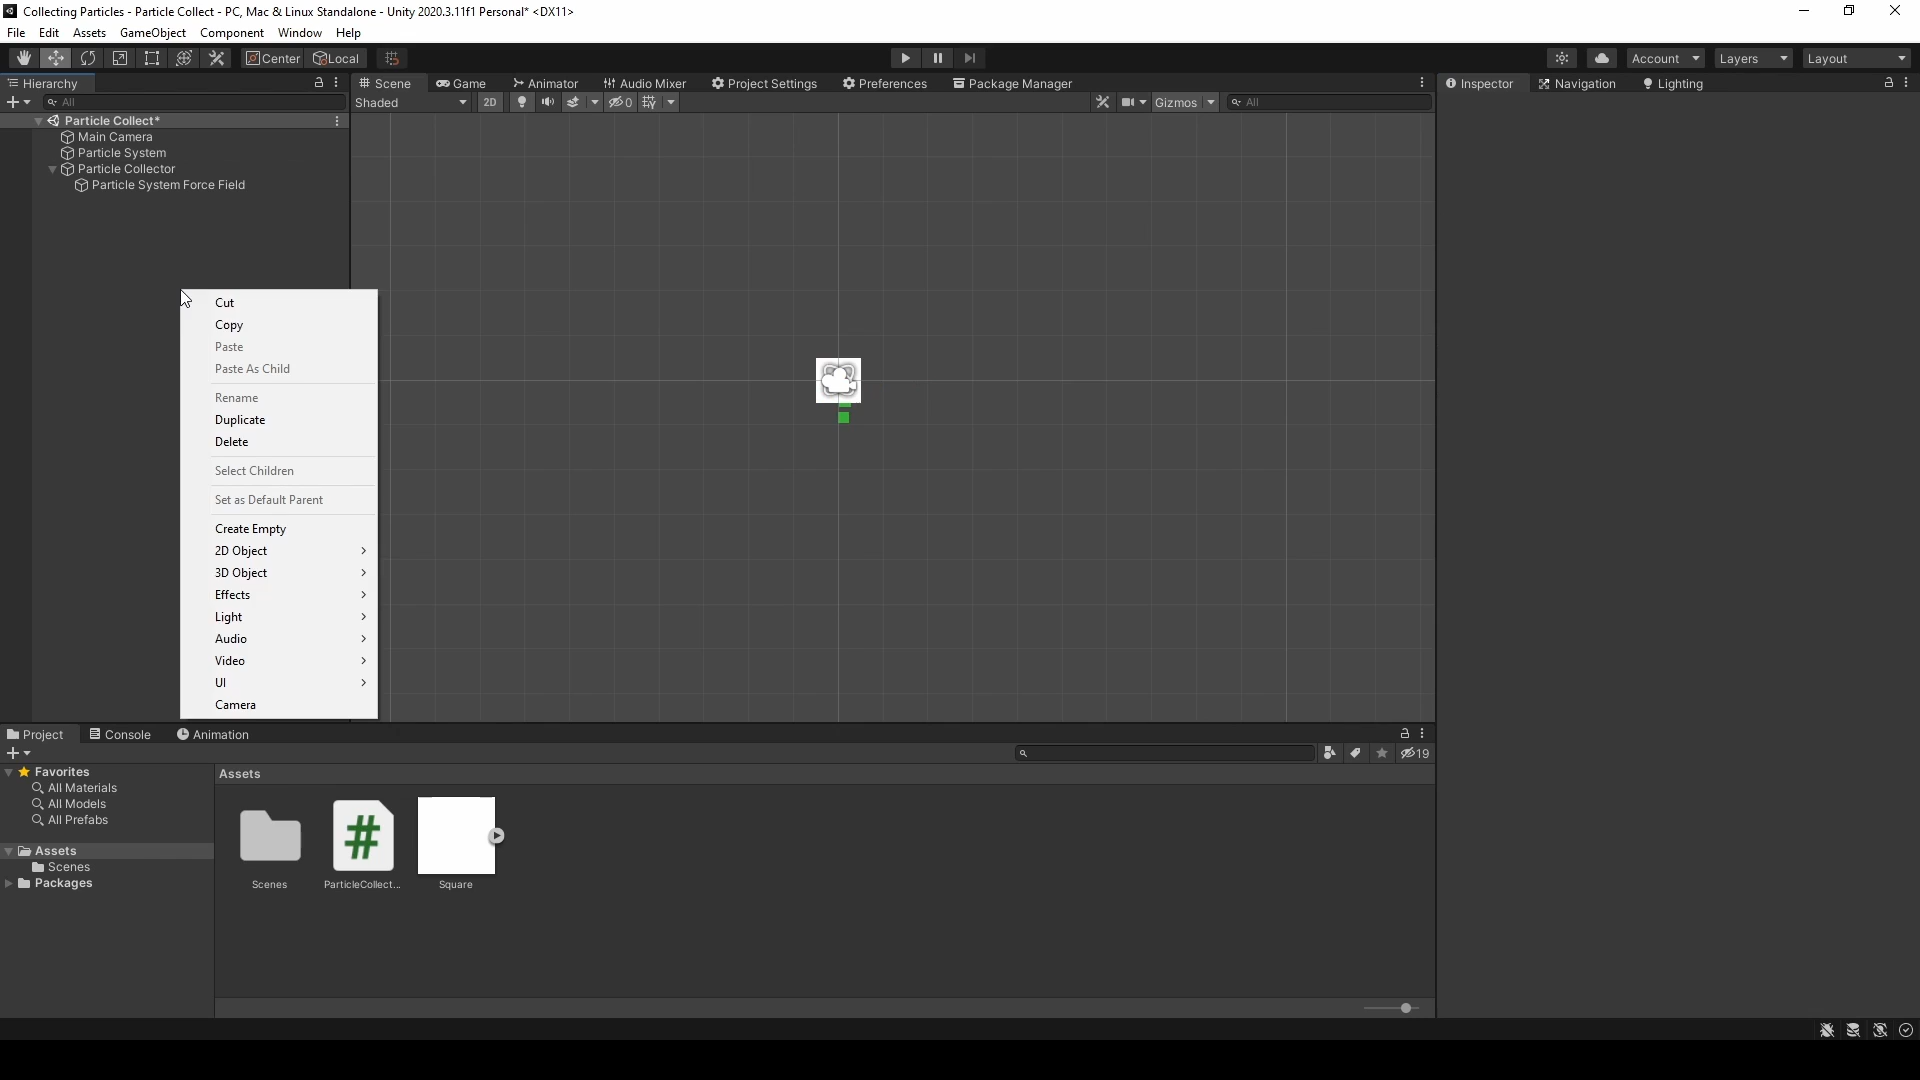 Collecting Particles - Particle Collect - PC, Mac & Linux Standalone - Unity 2020.3.11f1 Personal* <DX11>
File Edit Assets GameObject Component Window Help
Center Local Account Layers Layout
Hierarchy Scene Game Animator Audio Mixer Project Settings Preferences Package Manager Inspector Navigation Lighting
All Shaded 2D 0 Gizmos All
Particle Collect*
Main Camera
Particle System
Particle Collector
Particle System Force Field
Cut
Copy
Paste
Paste As Child
Rename
Duplicate
Delete
Select Children
Set as Default Parent
Create Empty
2D Object
3D Object
Effects
Light
Audio
Video
UI
Camera
Project Console Animation
19
Favorites
All Materials
All Models
All Prefabs
Assets
Scenes
Packages
Assets
#
Scenes ParticleCollect... Square